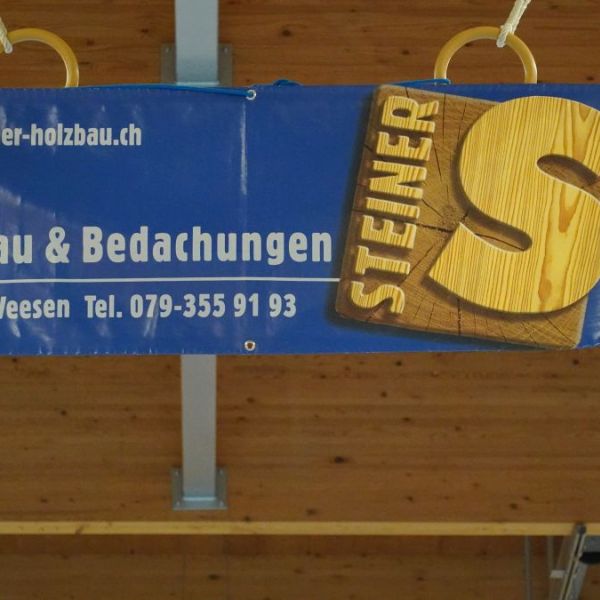 er-holzbau.ch
au & Bedachungen
Weesen Tel. 079-355 91 93
STEINER
S